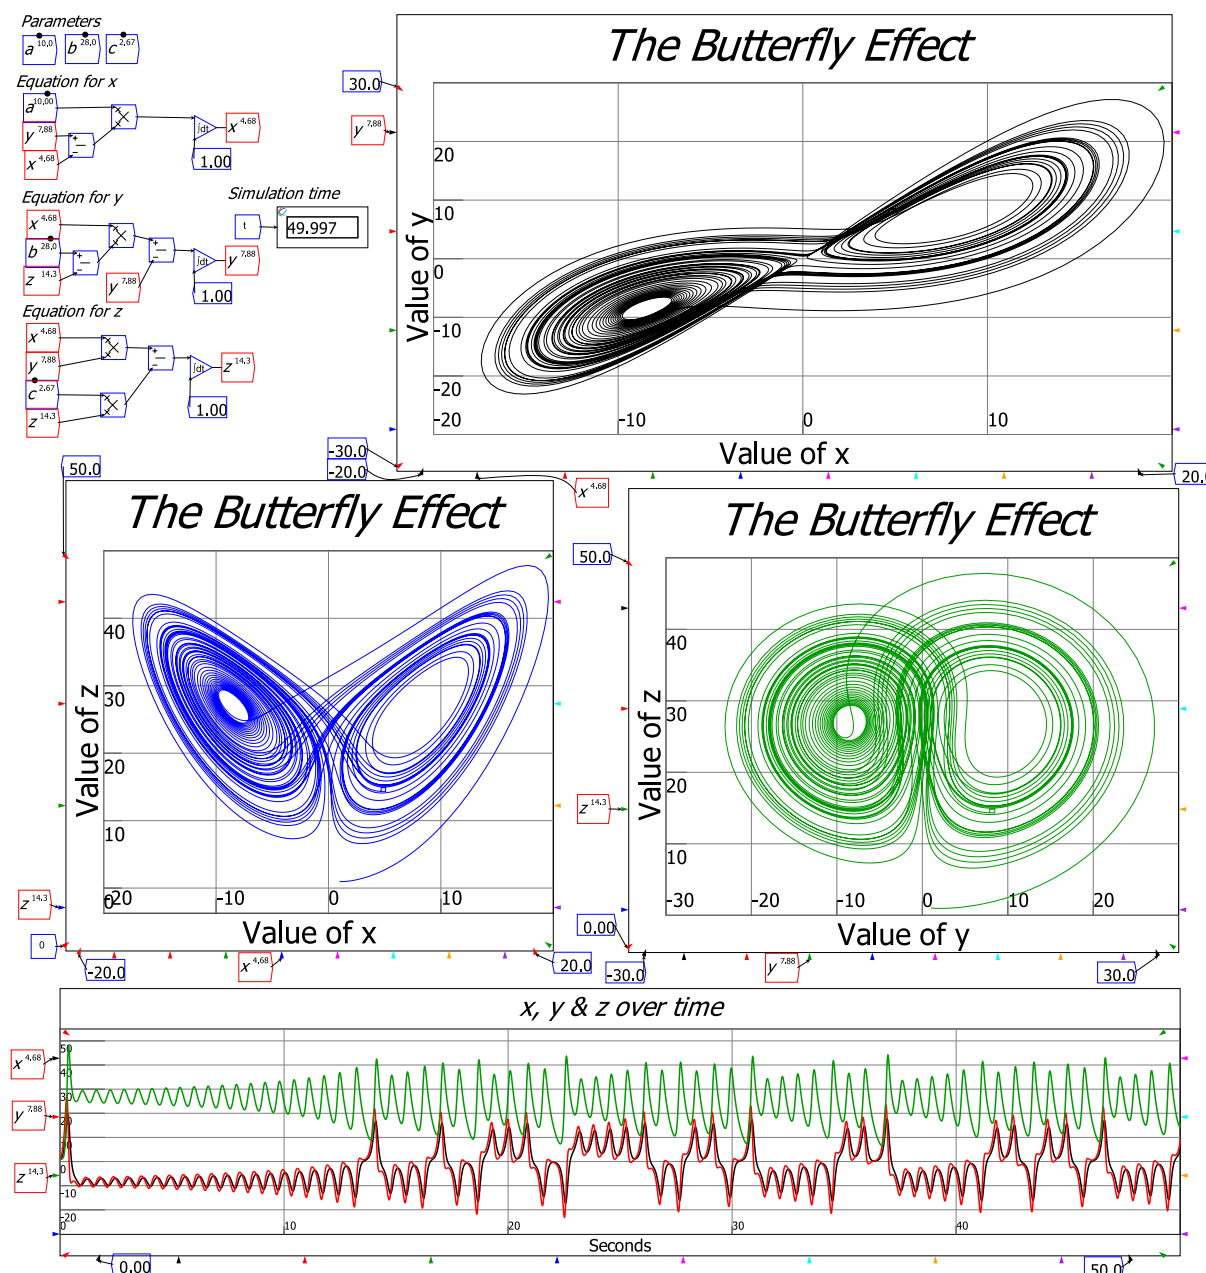 Parameters
a 10,0 b 28,0 c 2,67
Equation for x
a 10,00
y 7,88
x 4,68
+
−
∫dt
x 4,68
1.00
Equation for y
x 4,68
b 28,0
z 14,3
y 7,88
∫dt
y 7,88
1.00
Simulation time
t 49.997
Equation for z
x 4,68
y 7,88
c 2,67
z 14,3
∫dt
z 14,3
1.00
The Butterfly Effect
30.0
y 7,88
Value of y
20
10
0
-10
-20
-20 -10 0 10
Value of x
-30.0
-20.0
x 4,68
20.0
50.0
The Butterfly Effect
Value of z
40
30
20
10
0
-20 -10 0 10
Value of x
z 14,3
0
-20.0
x 4,68
20.0
The Butterfly Effect
50.0
Value of z
40
30
20
10
-30 -20 -10 0 10 20
Value of y
z 14,3
0.00
-30.0
y 7,88
30.0
x, y & z over time
x 4,68
y 7,88
z 14,3
50
40
30
20
10
0
-10
-20
0 10 20 30 40
Seconds
0.00
50.0